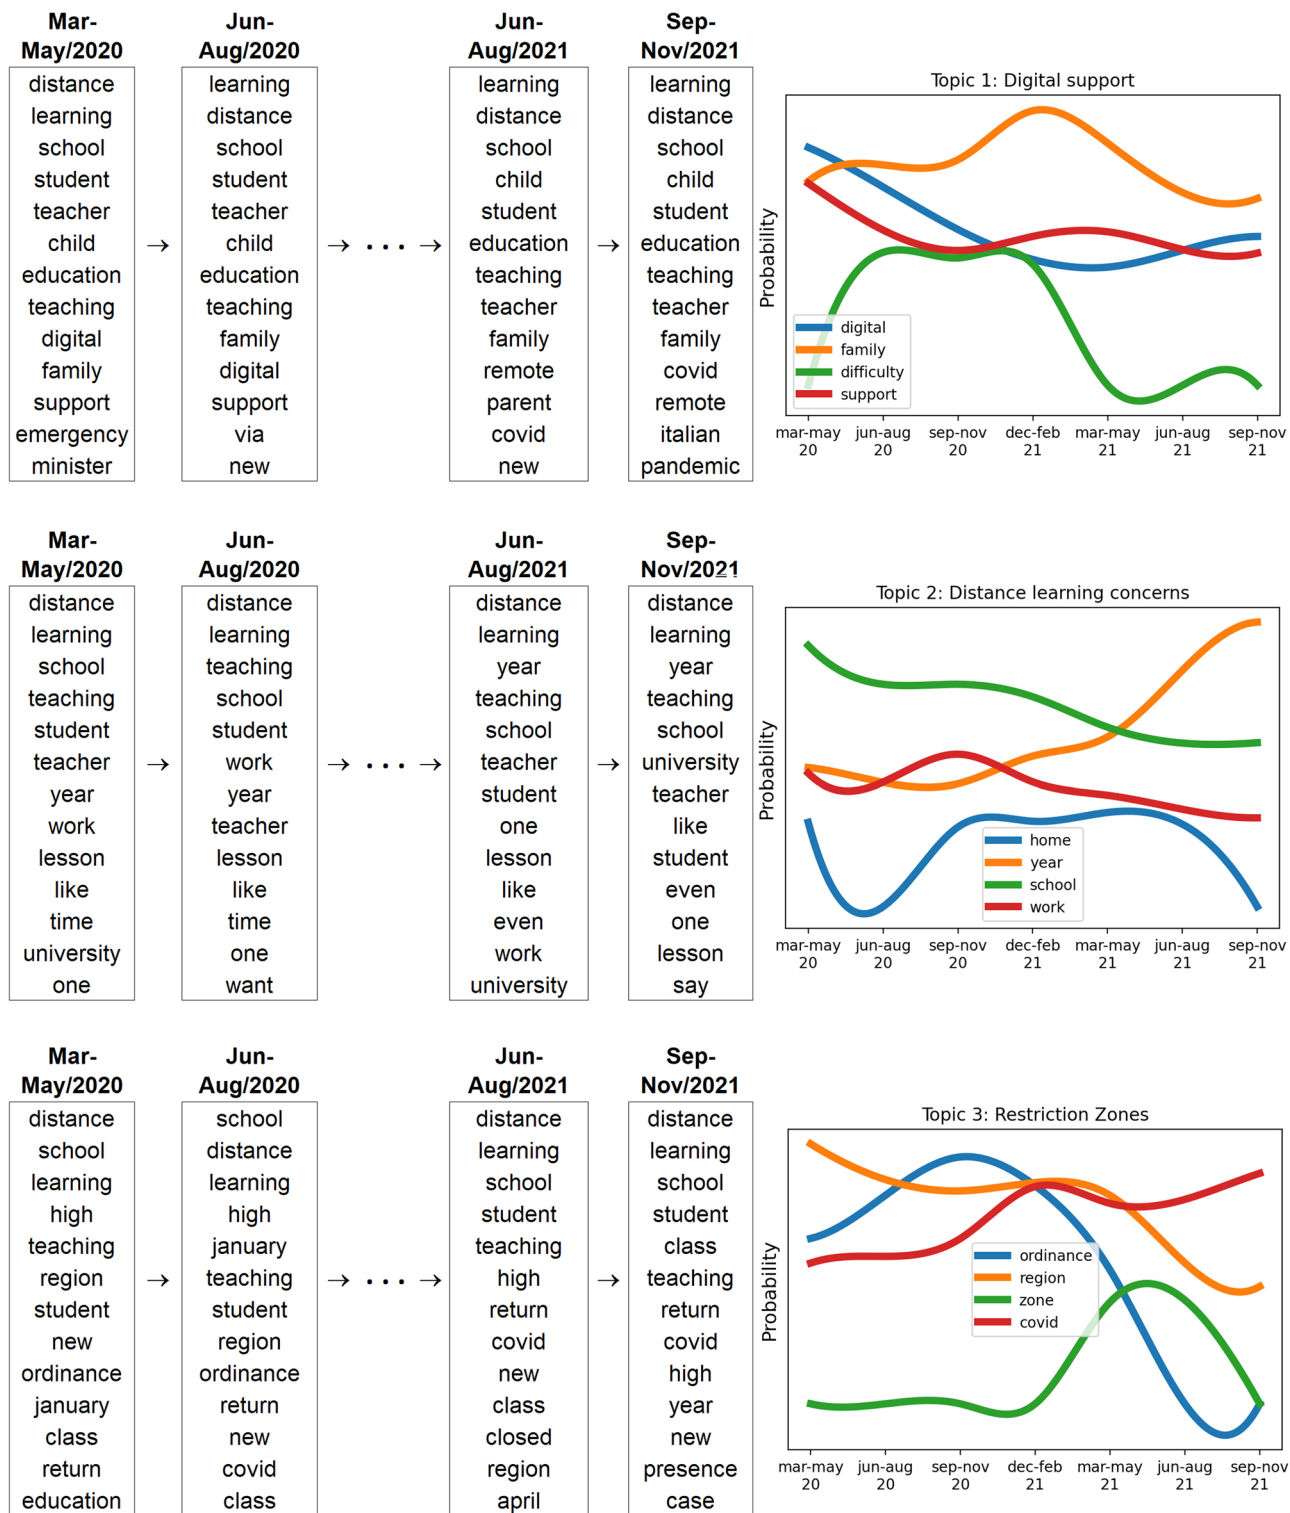 Mar-
May/2020
distance
learning
school
student
teacher
child
education
teaching
digital
family
support
emergency
minister
→
Jun-
Aug/2020
learning
distance
school
student
teacher
child
education
teaching
family
digital
support
via
new
→ ... →
Jun-
Aug/2021
learning
distance
school
child
student
education
teaching
teacher
family
remote
parent
covid
new
→
Sep-
Nov/2021
learning
distance
school
child
student
education
teaching
teacher
family
covid
remote
italian
pandemic
Topic 1: Digital support
Probability
digital
family
difficulty
support
mar-may
20
jun-aug
20
sep-nov
20
dec-feb
21
mar-may
21
jun-aug
21
sep-nov
21
Mar-
May/2020
distance
learning
school
teaching
student
teacher
year
work
lesson
like
time
university
one
→
Jun-
Aug/2020
distance
learning
teaching
school
student
work
year
teacher
lesson
like
time
one
want
→ ... →
Jun-
Aug/2021
distance
learning
year
teaching
school
teacher
student
one
lesson
like
even
work
university
→
Sep-
Nov/2021
distance
learning
year
teaching
school
university
teacher
like
student
even
one
lesson
say
Topic 2: Distance learning concerns
Probability
home
year
school
work
mar-may
20
jun-aug
20
sep-nov
20
dec-feb
21
mar-may
21
jun-aug
21
sep-nov
21
Mar-
May/2020
distance
school
learning
high
teaching
region
student
new
ordinance
january
class
return
education
→
Jun-
Aug/2020
school
distance
learning
high
january
teaching
student
region
ordinance
return
new
covid
class
→ ... →
Jun-
Aug/2021
distance
learning
school
student
teaching
high
return
covid
new
class
closed
region
april
→
Sep-
Nov/2021
distance
learning
school
student
class
teaching
return
covid
high
year
new
presence
case
Topic 3: Restriction Zones
Probability
ordinance
region
zone
covid
mar-may
20
jun-aug
20
sep-nov
20
dec-feb
21
mar-may
21
jun-aug
21
sep-nov
21